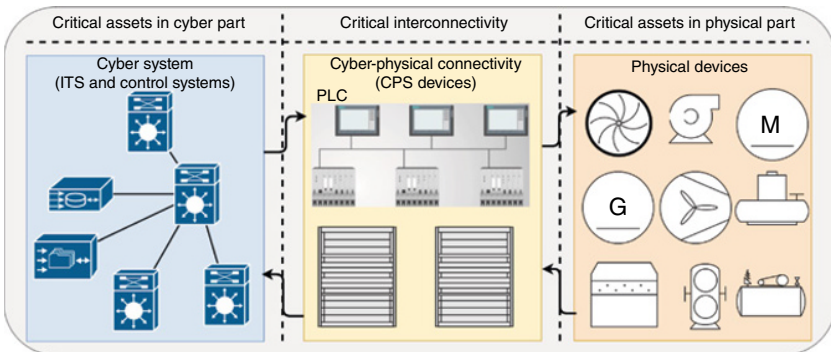 Critical assets in cyber part
Critical interconnectivity
Critical assets in physical part
Cyber system
(ITS and control systems)
Cyber-physical connectivity
(CPS devices)
PLC
Physical devices
M
G